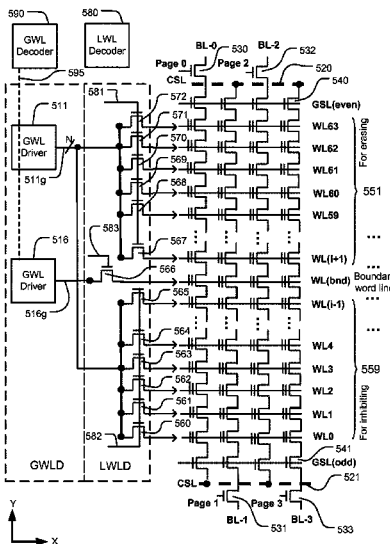 590 580 BL-0 BL-2
GWL Decoder LWL Decoder Page 0 530 Page 2 532
CSL 520
595 581 540
511 572 GSL(even)
571 WL63
GWL Driver N 570 WL62
569 WL61
511g 568 WL60
WL59
For erasing 551
516 583 567 WL(i+1)
GWL Driver 566 WL(bnd) Boundary word line
565 WL(i-1)
516g
564 WL4
563 WL3 559
562 WL2
561 WL1
582 560 WL0
For inhibiting
541
GSL(odd)
GWLD LWLD CSL 521
Page 1 Page 3
Y BL-1 531 BL-3 533
X